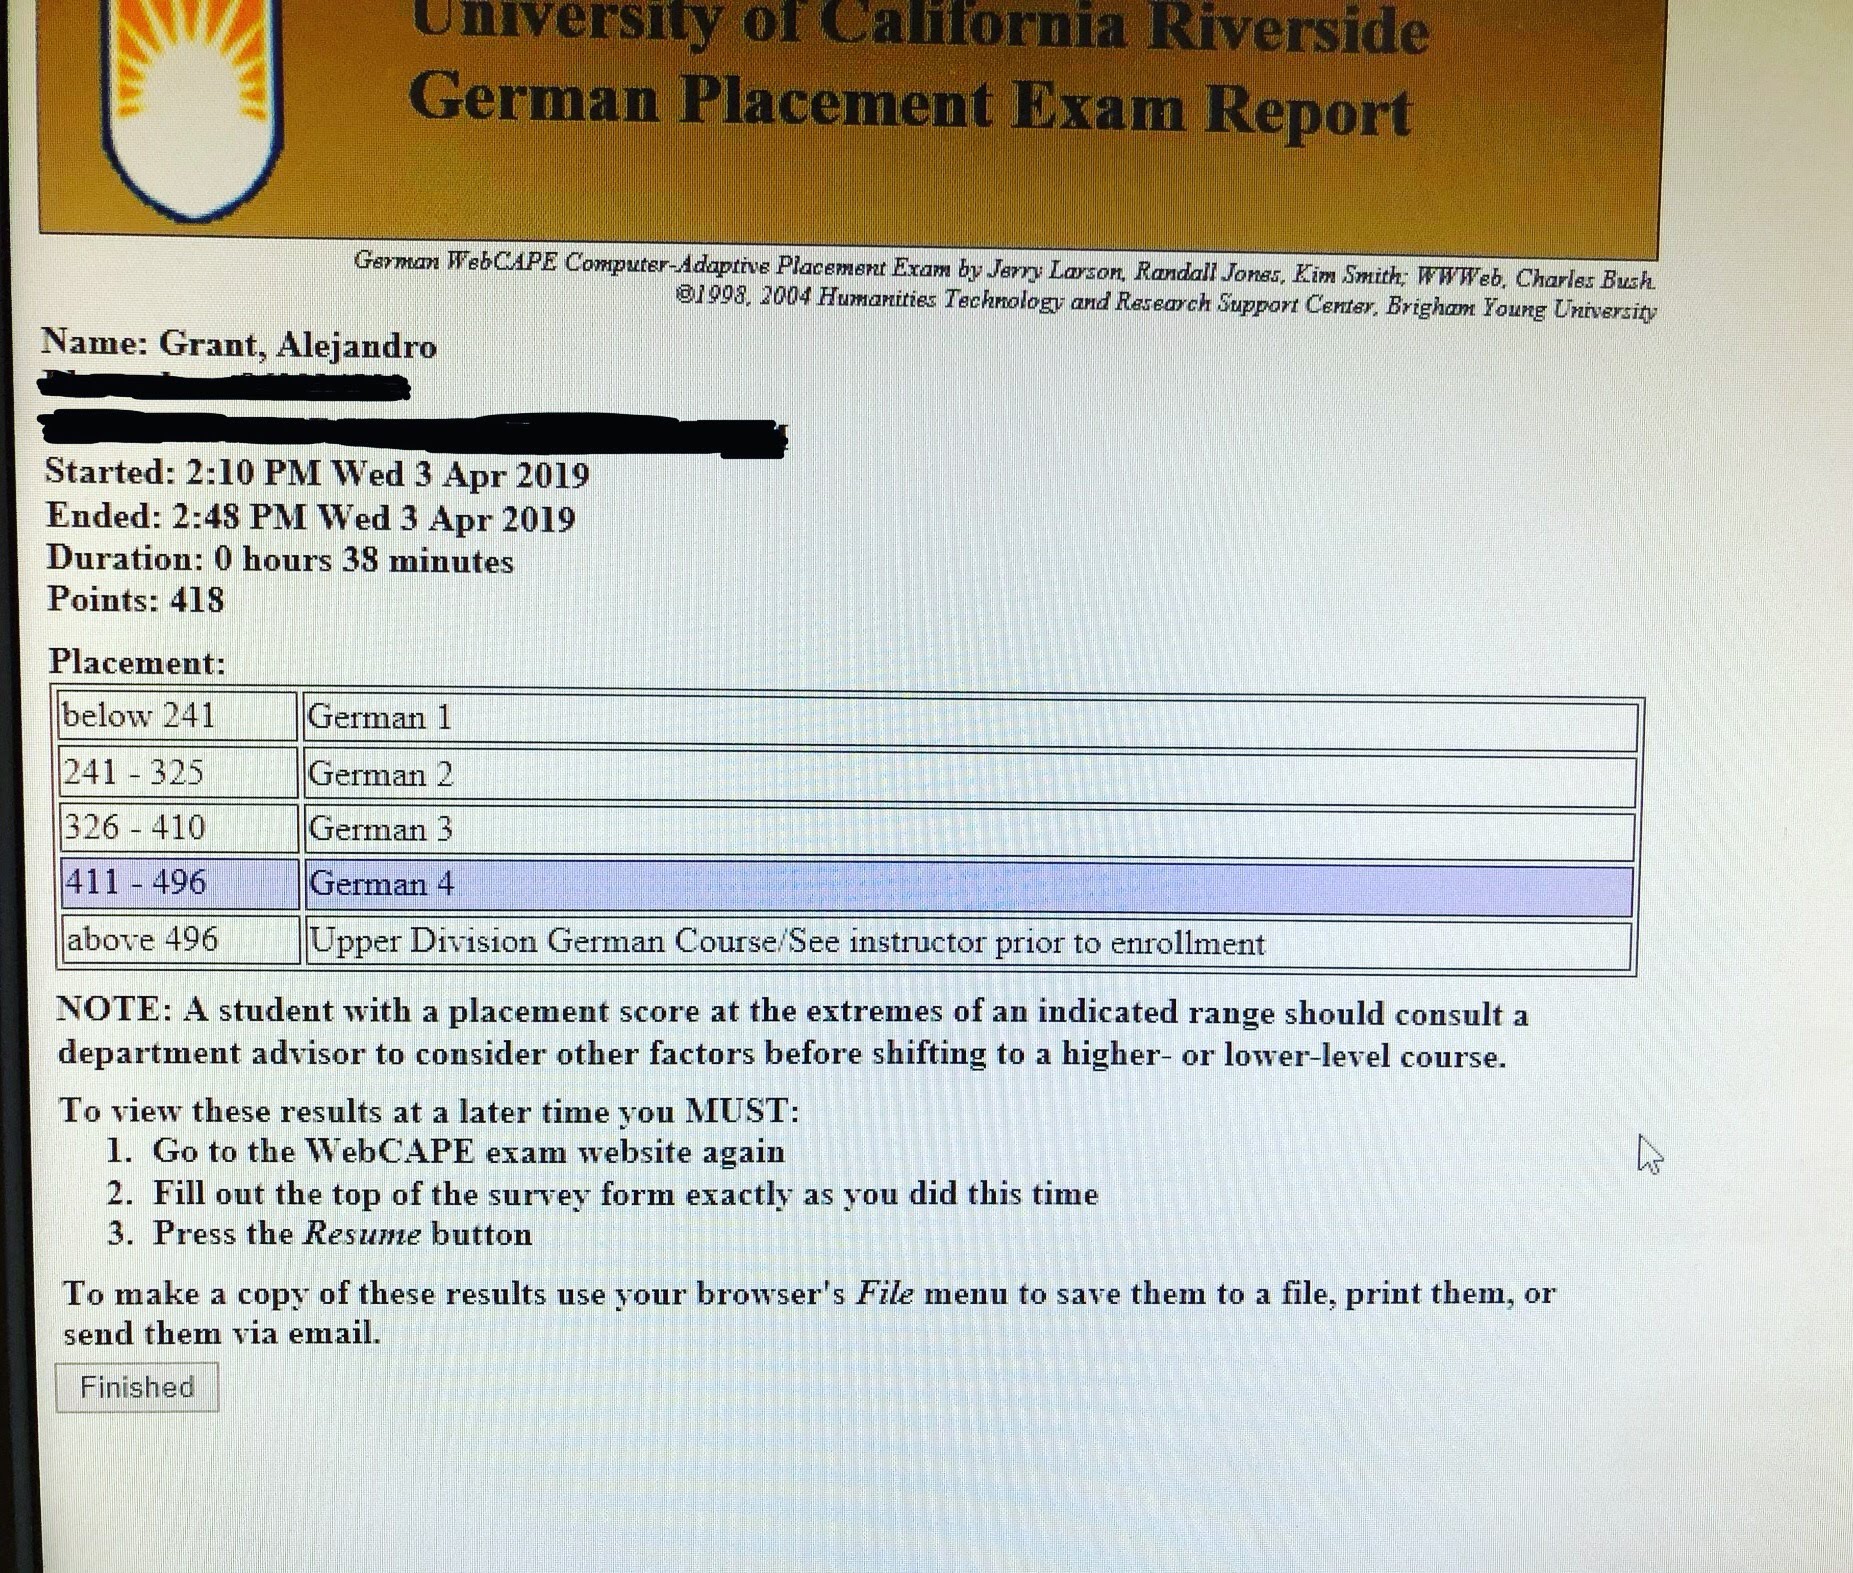 University of California Riverside
German Placement Exam Report
German WebCAPE Computer-Adaptive Placement Exam by Jerry Larson, Randall Jones, Kim Smith; WWWeb, Charles Bush.
©1998, 2004 Humanities Technology and Research Support Center, Brigham Young University
Name: Grant, Alejandro
Started: 2:10 PM Wed 3 Apr 2019
Ended: 2:48 PM Wed 3 Apr 2019
Duration: 0 hours 38 minutes
Points: 418
Placement:
below 241 German 1
241 - 325 German 2
326 - 410 German 3
411 - 496 German 4
above 496 Upper Division German Course/See instructor prior to enrollment
NOTE: A student with a placement score at the extremes of an indicated range should consult a
department advisor to consider other factors before shifting to a higher- or lower-level course.
To view these results at a later time you MUST:
1. Go to the WebCAPE exam website again
2. Fill out the top of the survey form exactly as you did this time
3. Press the Resume button
To make a copy of these results use your browser's File menu to save them to a file, print them, or
send them via email.
Finished